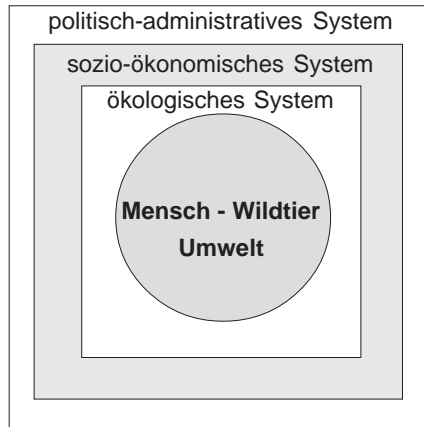 politisch-administratives System
sozio-ökonomisches System
ökologisches System
Mensch - Wildtier
Umwelt